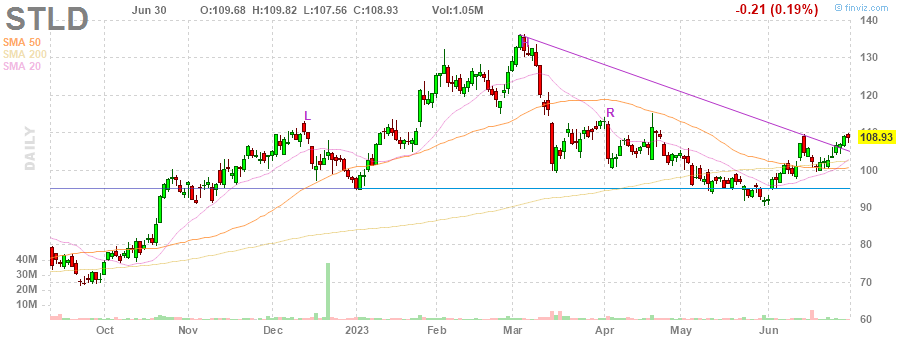 STLD
Jun 30
O:109.68 H:109.82 L:107.56 C:108.93
Vol:1.05M
-0.21 (0.19%)
finviz.com
SMA 50
SMA 200
SMA 20
DAILY
L
R
140
130
120
110
108.93
100
90
80
70
60
40M
30M
20M
10M
Oct Nov Dec 2023 Feb Mar Apr May Jun